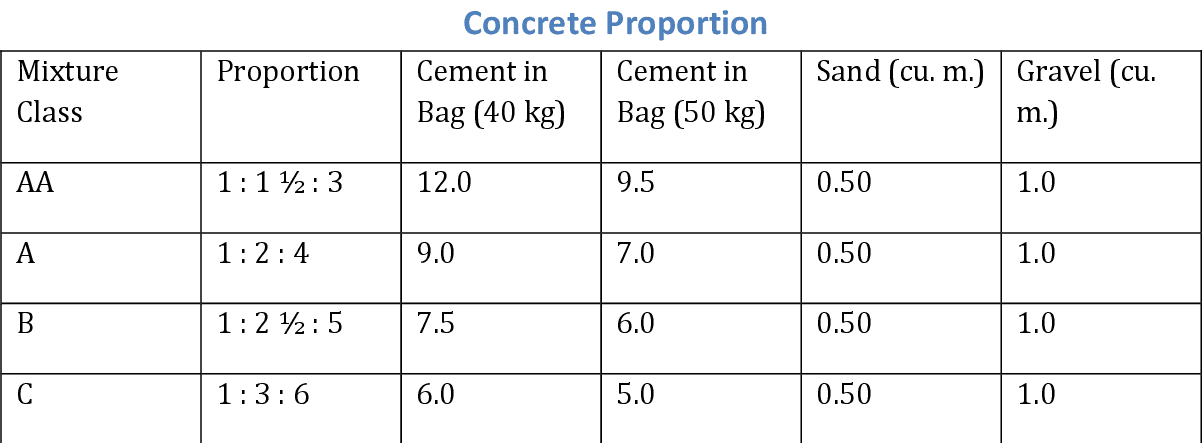 Concrete Proportion
Mixture Class | Proportion | Cement in Bag (40 kg) | Cement in Bag (50 kg) | Sand (cu. m.) | Gravel (cu. m.)
AA | 1 : 1 ½ : 3 | 12.0 | 9.5 | 0.50 | 1.0
A | 1 : 2 : 4 | 9.0 | 7.0 | 0.50 | 1.0
B | 1 : 2 ½ : 5 | 7.5 | 6.0 | 0.50 | 1.0
C | 1 : 3 : 6 | 6.0 | 5.0 | 0.50 | 1.0